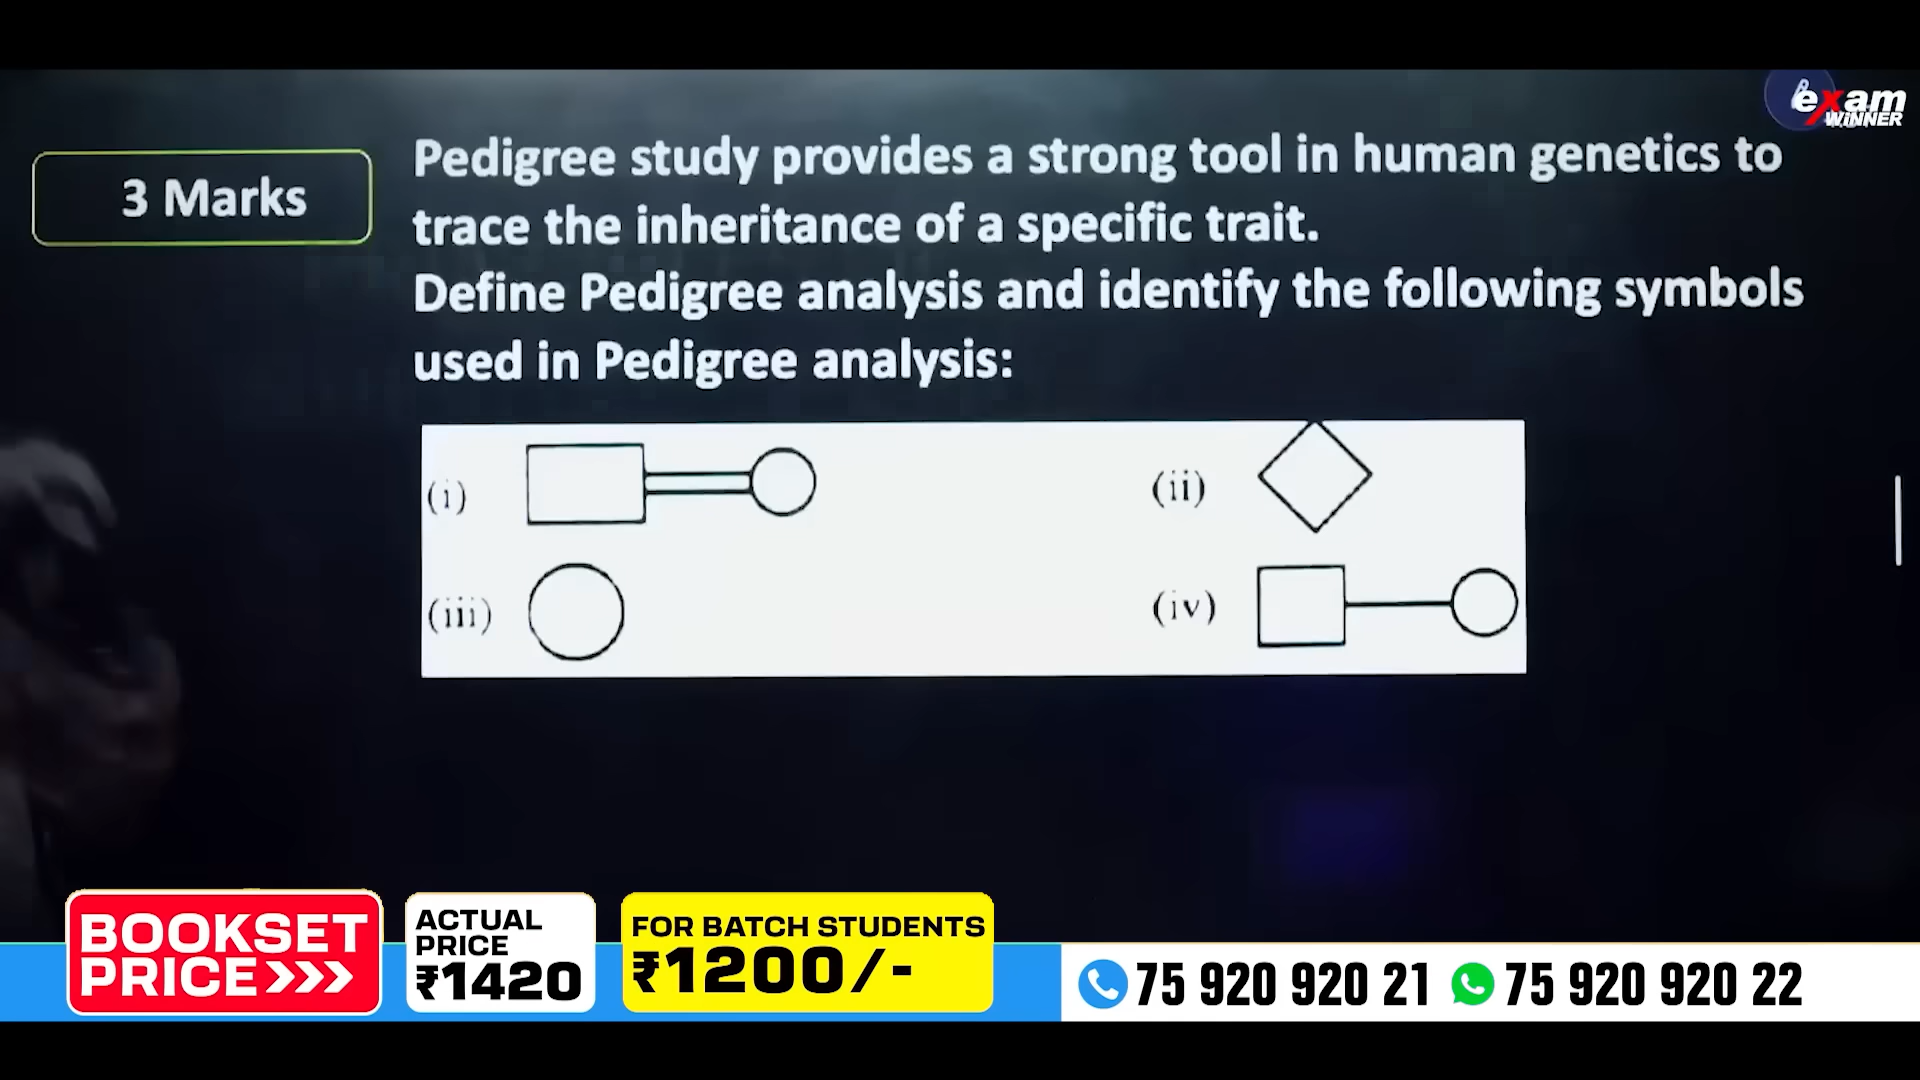 exam
WINNER
3 Marks
Pedigree study provides a strong tool in human genetics to
trace the inheritance of a specific trait.
Define Pedigree analysis and identify the following symbols
used in Pedigree analysis:
(i)
(ii)
(iii)
(iv)
BOOKSET
PRICE >>>
ACTUAL
PRICE
₹1420
FOR BATCH STUDENTS
₹1200/-
75 920 920 21
75 920 920 22